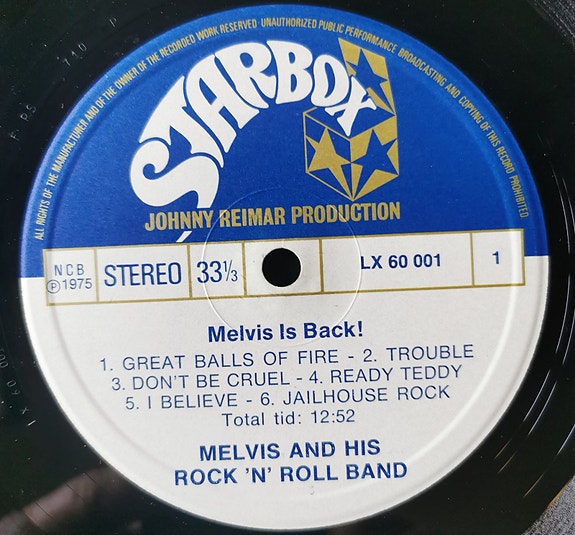 ALL RIGHTS OF THE MANUFACTURER AND OF THE OWNER OF THE RECORDED WORK RESERVED UNAUTHORIZED PUBLIC PERFORMANCE BROADCASTING AND COPYING OF THIS RECORD PROHIBITED
STARBOX
JOHNNY REIMAR PRODUCTION
NCB
℗1975
STEREO
33⅓
LX 60 001
1
Melvis Is Back!
1. GREAT BALLS OF FIRE - 2. TROUBLE
3. DON'T BE CRUEL - 4. READY TEDDY
5. I BELIEVE - 6. JAILHOUSE ROCK
Total tid: 12:52
MELVIS AND HIS
ROCK 'N' ROLL BAND